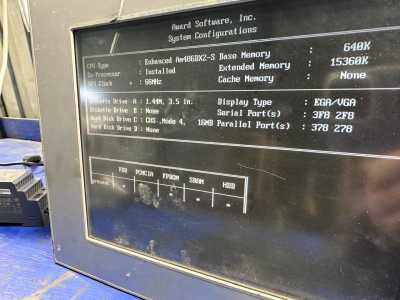 Award Software, Inc.
System Configurations
CPU Type : Enhanced Am486DX2-S Base Memory : 640K
Co-Processor : Installed Extended Memory : 15360K
CPU Clock : 66MHz Cache Memory : None
Diskette Drive A : 1.44M, 3.5 in. Display Type : EGA/VGA
Diskette Drive B : None Serial Port(s) : 3F8 2F8
Hard Disk Drive C : CHS ,Mode 4, 16MB Parallel Port(s) : 378 278
Hard Disk Drive D : None
FDD PCMCIA FPROM SRAM HDD